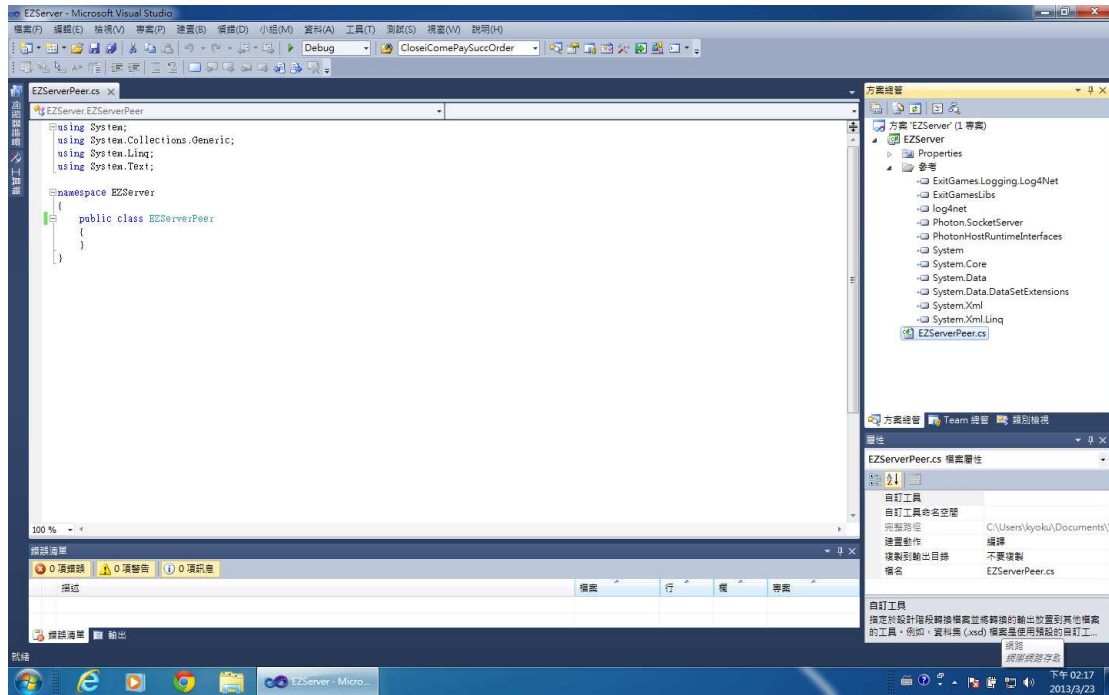 EZServer - Microsoft Visual Studio
檔案(F) 編輯(E) 檢視(V) 專案(P) 建置(B) 偵錯(D) 小組(M) 資料(A) 工具(T) 測試(S) 視窗(W) 說明(H)
Debug CloseiComePaySuccOrder
EZServerPeer.cs
EZServer.EZServerPeer
using System;
using System.Collections.Generic;
using System.Linq;
using System.Text;
namespace EZServer
{
public class EZServerPeer
{
}
}
100 %
錯誤清單
0 項錯誤 0 項警告 0 項訊息
描述 檔案 行 欄 專案
錯誤清單 輸出
就緒
工具箱
方案總管
方案 'EZServer' (1 專案)
EZServer
Properties
參考
ExitGames.Logging.Log4Net
ExitGamesLibs
log4net
Photon.SocketServer
PhotonHostRuntimeInterfaces
System
System.Core
System.Data
System.Data.DataSetExtensions
System.Xml
System.Xml.Linq
EZServerPeer.cs
方案總管 Team 總管 類別檢視
屬性
EZServerPeer.cs 檔案屬性
自訂工具
自訂工具命名空間
完整路徑 C:\Users\kyoku\Documents\
建置動作 編譯
複製到輸出目錄 不要複製
檔名 EZServerPeer.cs
自訂工具
指定於設計階段轉換檔案並將轉換的輸出放置到其他檔案的工具。例如，資料集 (.xsd) 檔案是使用預設的自訂工...
網路
網際網路存取
EZServer - Micro...
下午 02:17
2013/3/23